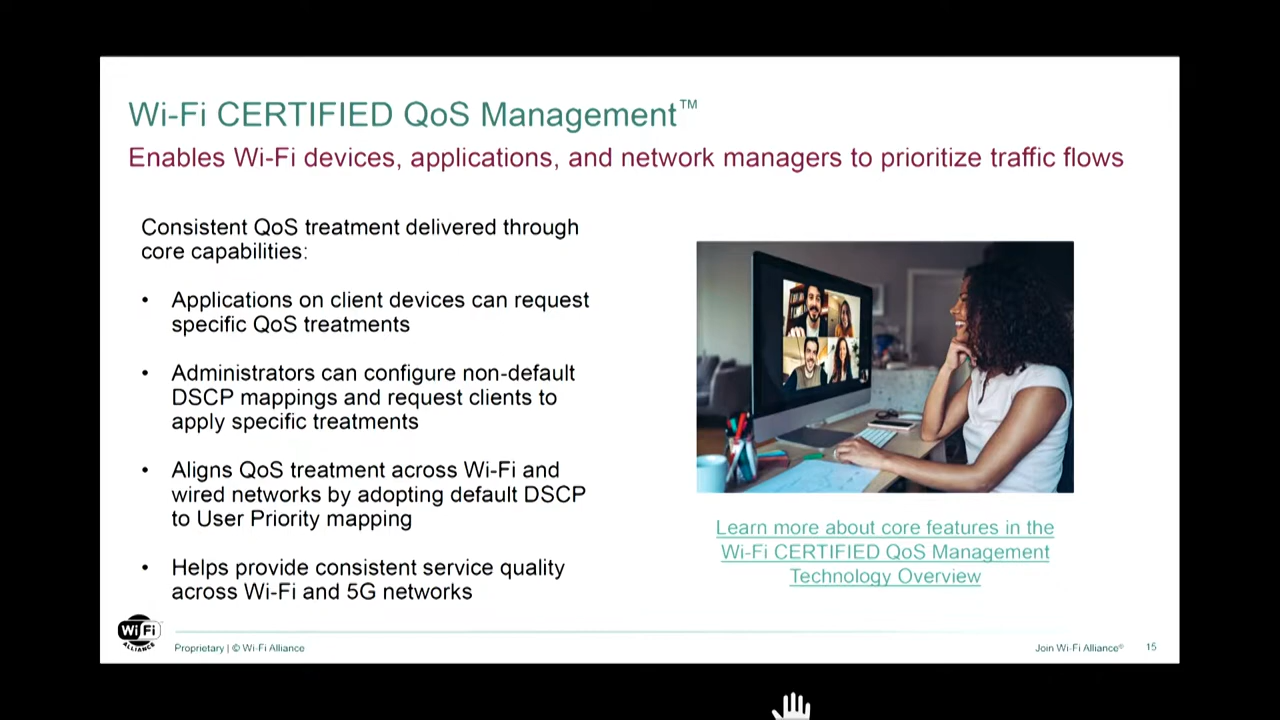 Wi-Fi CERTIFIED QoS Management™
Enables Wi-Fi devices, applications, and network managers to prioritize traffic flows
Consistent QoS treatment delivered through
core capabilities:
• Applications on client devices can request
specific QoS treatments
• Administrators can configure non-default
DSCP mappings and request clients to
apply specific treatments
• Aligns QoS treatment across Wi-Fi and
wired networks by adopting default DSCP
to User Priority mapping
• Helps provide consistent service quality
across Wi-Fi and 5G networks
Learn more about core features in the
Wi-Fi CERTIFIED QoS Management
Technology Overview
Wi Fi
ALLIANCE
Proprietary | © Wi-Fi Alliance
Join Wi-Fi Alliance®
15